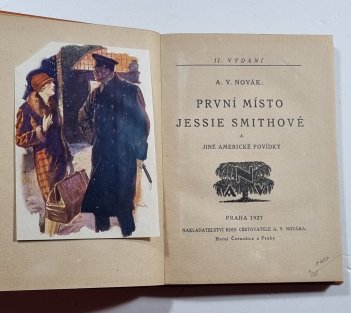 II. VYDÁNÍ
A. V. NOVÁK:
PRVNÍ MÍSTO
JESSIE SMITHOVÉ
A
JINÉ AMERICKÉ POVÍDKY
N
A V
PRAHA 1927
NAKLADATELSTVÍ KNIH CESTOVATELE A. V. NOVÁKA.
Horní Černošice u Prahy